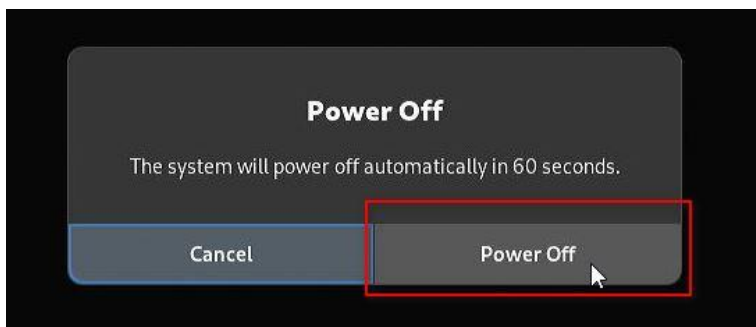 Power Off
The system will power off automatically in 60 seconds.
Cancel
Power Off